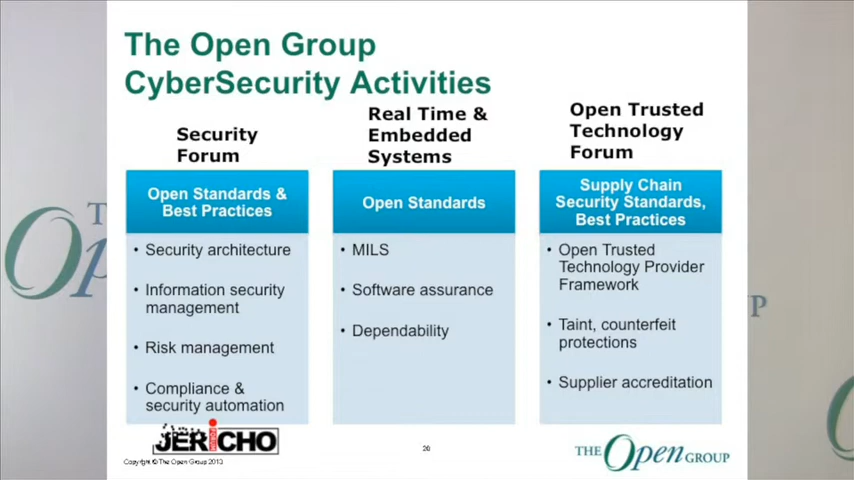 The Open Group
CyberSecurity Activities
Security
Forum
Real Time &
Embedded
Systems
Open Trusted
Technology
Forum
Open Standards &
Best Practices
Open Standards
Supply Chain
Security Standards,
Best Practices
• Security architecture
• Information security
management
• Risk management
• Compliance &
security automation
• MILS
• Software assurance
• Dependability
• Open Trusted
Technology Provider
Framework
• Taint, counterfeit
protections
• Supplier accreditation
JERiCHO
Copyright © The Open Group 2013
20
THE Open GROUP